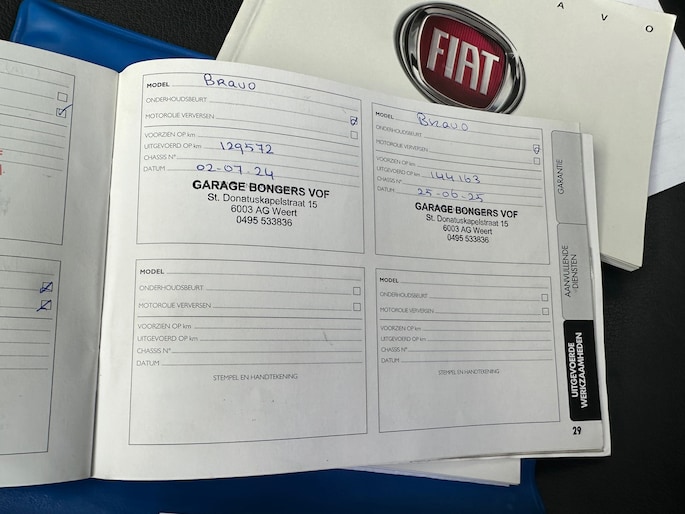 A V O
FIAT
MODEL Bravo
ONDERHOUDSBEURT
MOTOROLIE VERVERSEN
VOORZIEN OP km
UITGEVOERD OP km 129572
CHASSIS N°
DATUM 02-07-24
GARAGE BONGERS VOF
St. Donatuskapelstraat 15
6003 AG Weert
0495 533836
MODEL Bravo
ONDERHOUDSBEURT
MOTOROLIE VERVERSEN
VOORZIEN OP km
UITGEVOERD OP km 144163
CHASSIS N°
DATUM 25-06-25
GARAGE BONGERS VOF
St. Donatuskapelstraat 15
6003 AG Weert
0495 533836
MODEL
ONDERHOUDSBEURT
MOTOROLIE VERVERSEN
VOORZIEN OP km
UITGEVOERD OP km
CHASSIS N°
DATUM
STEMPEL EN HANDTEKENING
MODEL
ONDERHOUDSBEURT
MOTOROLIE VERVERSEN
VOORZIEN OP km
UITGEVOERD OP km
CHASSIS N°
DATUM
STEMPEL EN HANDTEKENING
GARANTIE
AANVULLENDE
-DIENSTEN
UITGEVOERDE
WERKZAAMHEDEN
29